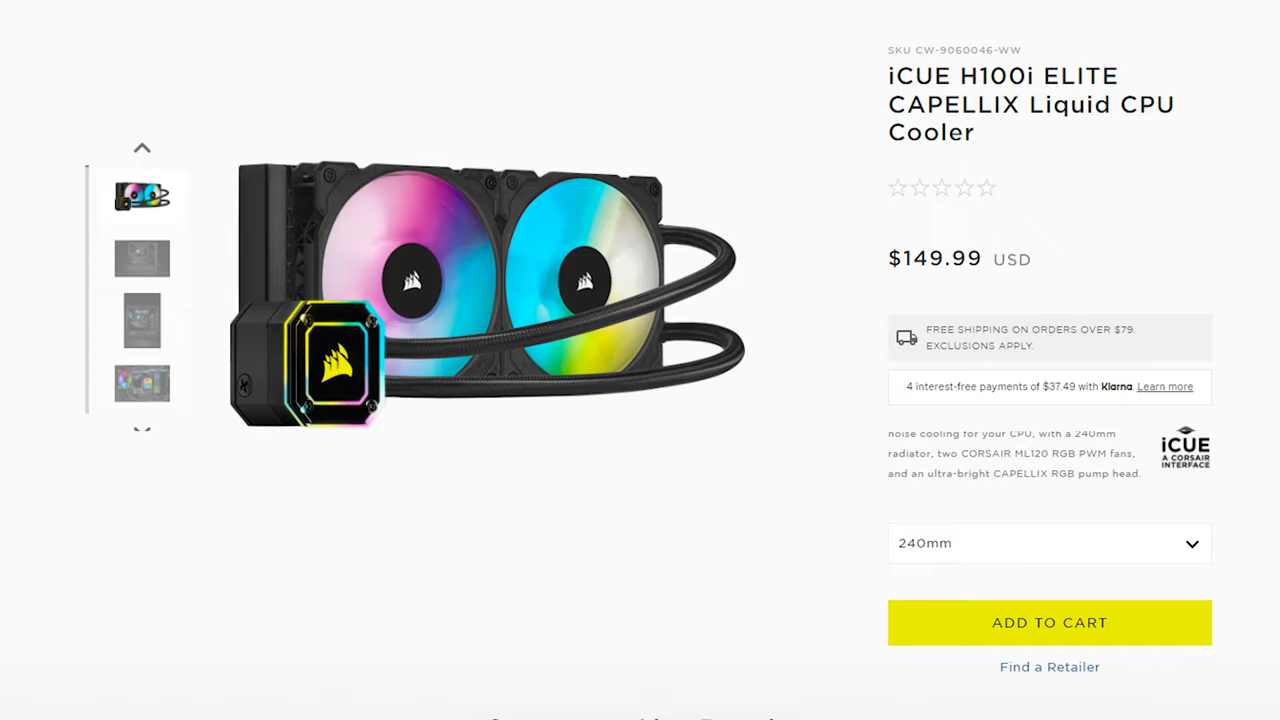 SKU CW-9060046-WW
iCUE H100i ELITE
CAPELLIX Liquid CPU
Cooler
$149.99 USD
FREE SHIPPING ON ORDERS OVER $79.
EXCLUSIONS APPLY.
4 interest-free payments of $37.49 with Klarna. Learn more
noise cooling for your CPU, with a 240mm
radiator, two CORSAIR ML120 RGB PWM fans,
and an ultra-bright CAPELLIX RGB pump head.
iCUE
A CORSAIR
INTERFACE
240mm
ADD TO CART
Find a Retailer